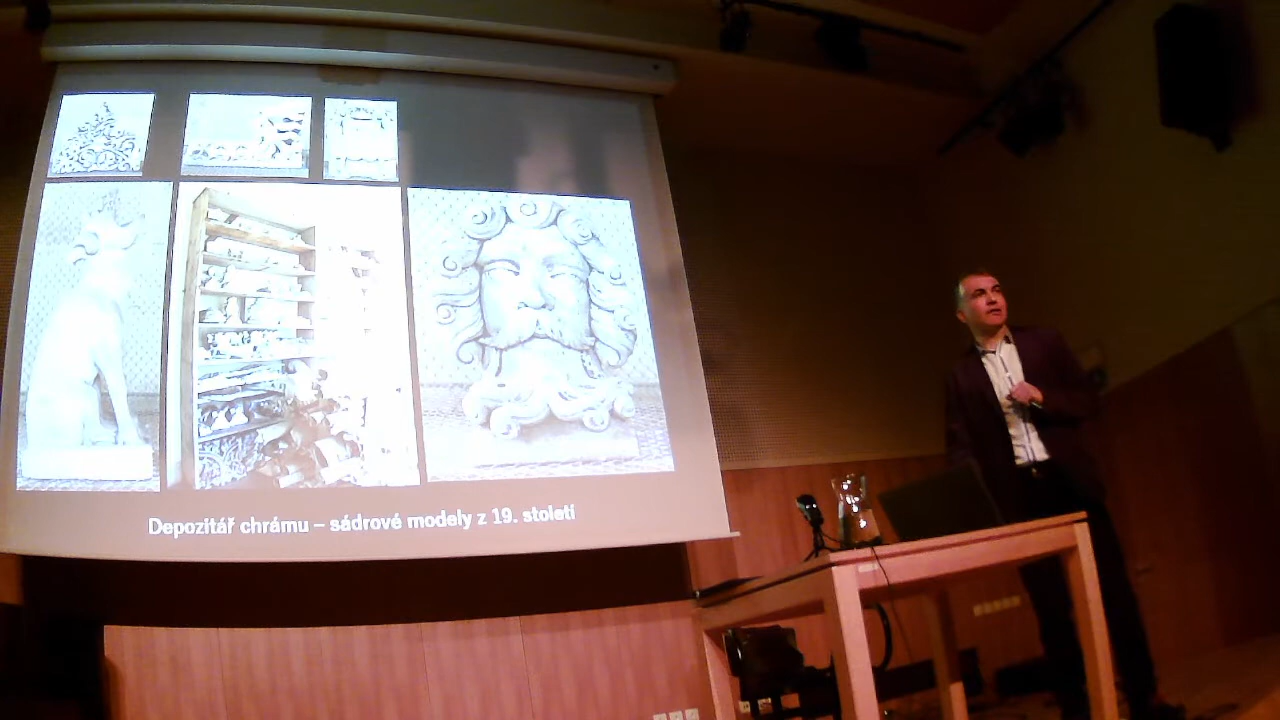 Depozitář chrámu – sádrové modely z 19. století